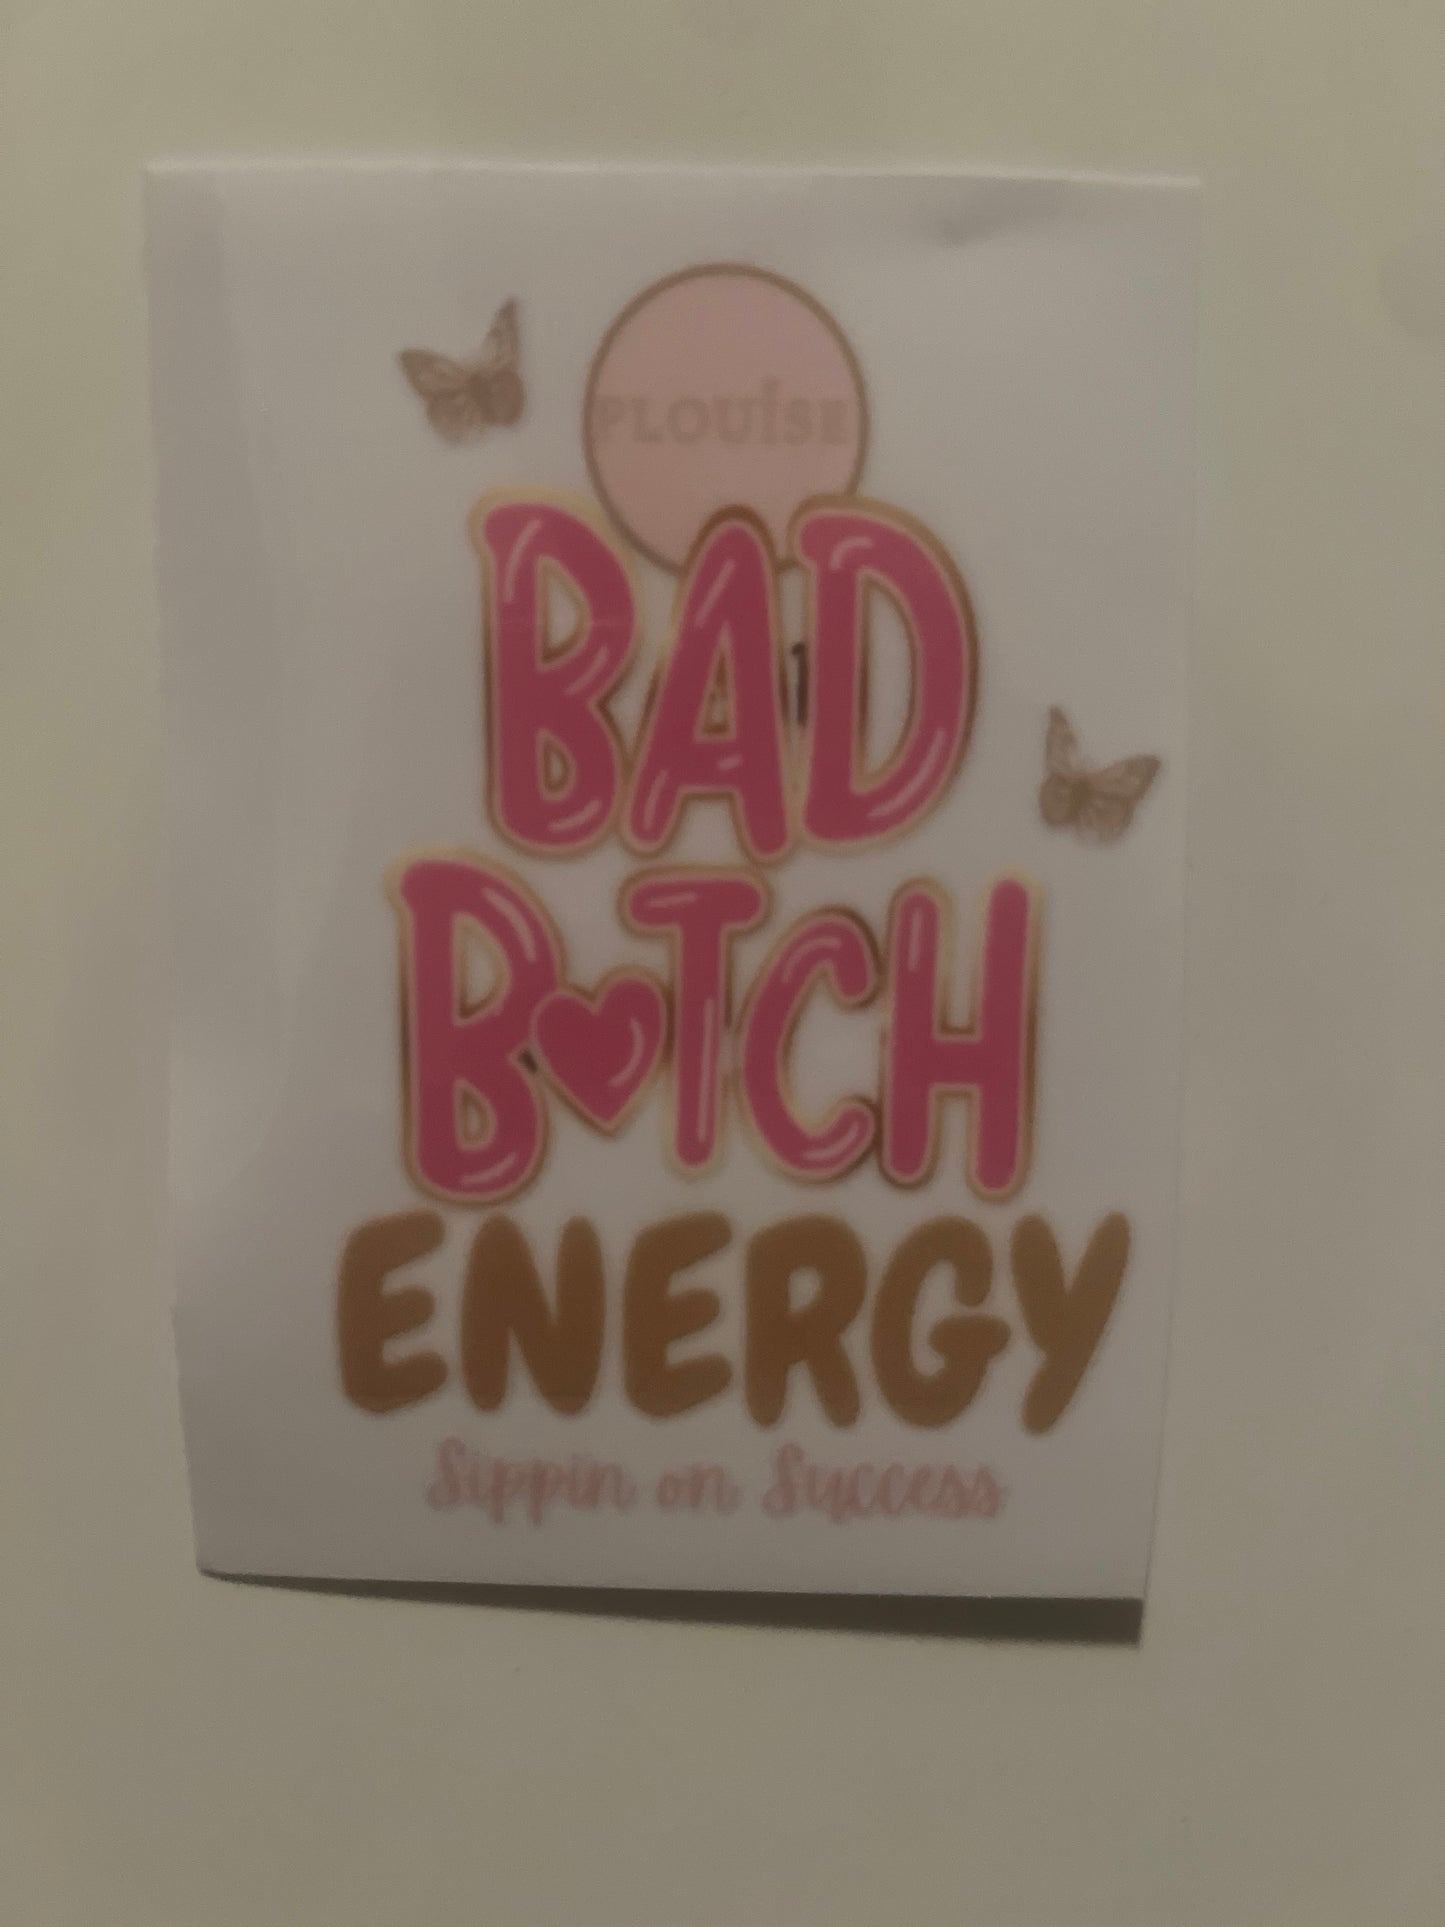 PLOUISE
BAD
B♥TCH
ENERGY
Sippin on Success